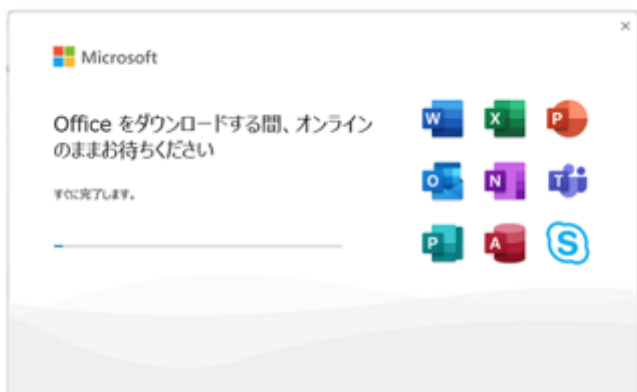 Microsoft
Office をダウンロードする間、オンライン
のままお待ちください
すぐに完了します。
W X P
O N T
P A S